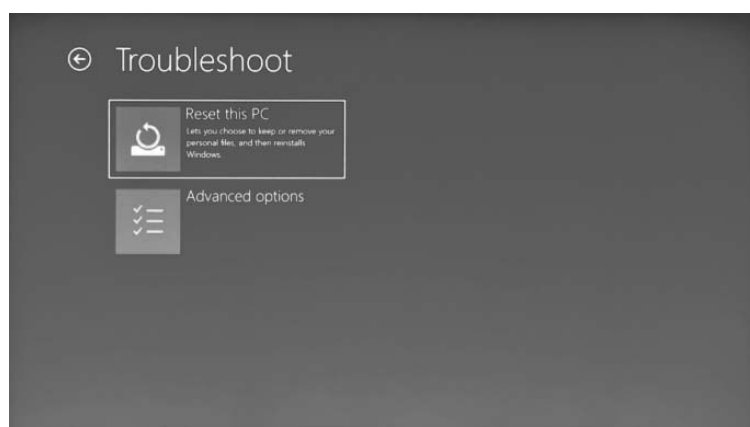 Troubleshoot
Reset this PC
Lets you choose to keep or remove your
personal files, and then reinstalls
Windows.
Advanced options